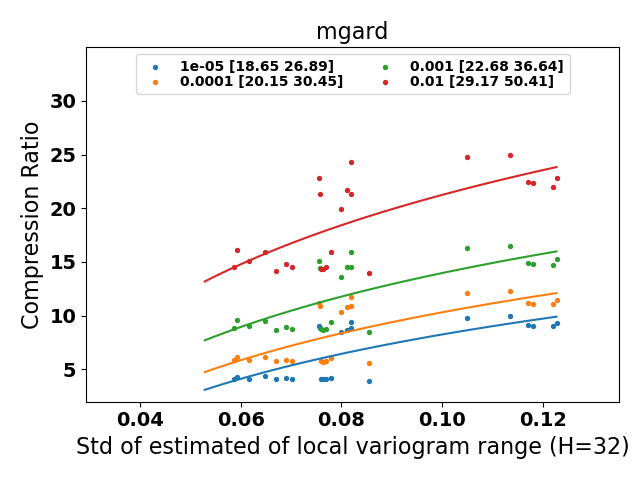 mgard
1e-05 [18.65 26.89]
0.0001 [20.15 30.45]
0.001 [22.68 36.64]
0.01 [29.17 50.41]
Compression Ratio
30
25
20
15
10
5
0.04 0.06 0.08 0.10 0.12
Std of estimated of local variogram range (H=32)